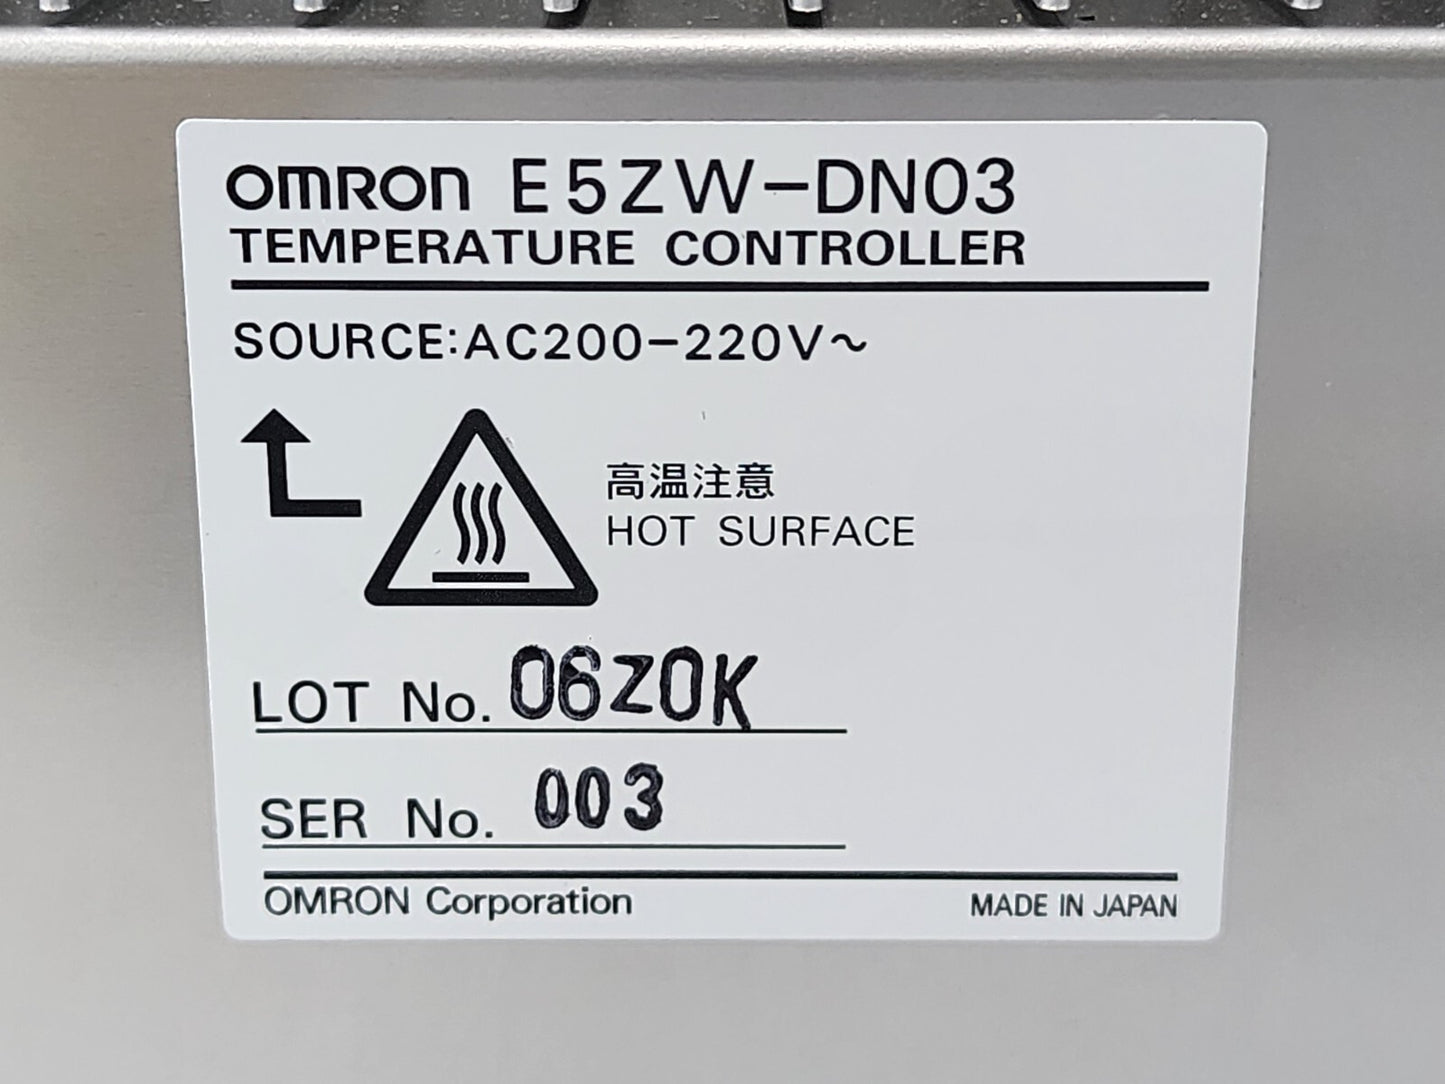 OMRON E5ZW-DN03
TEMPERATURE CONTROLLER
SOURCE:AC200-220V~
高温注意
HOT SURFACE
LOT No. 06Z0K
SER No. 003
OMRON Corporation
MADE IN JAPAN